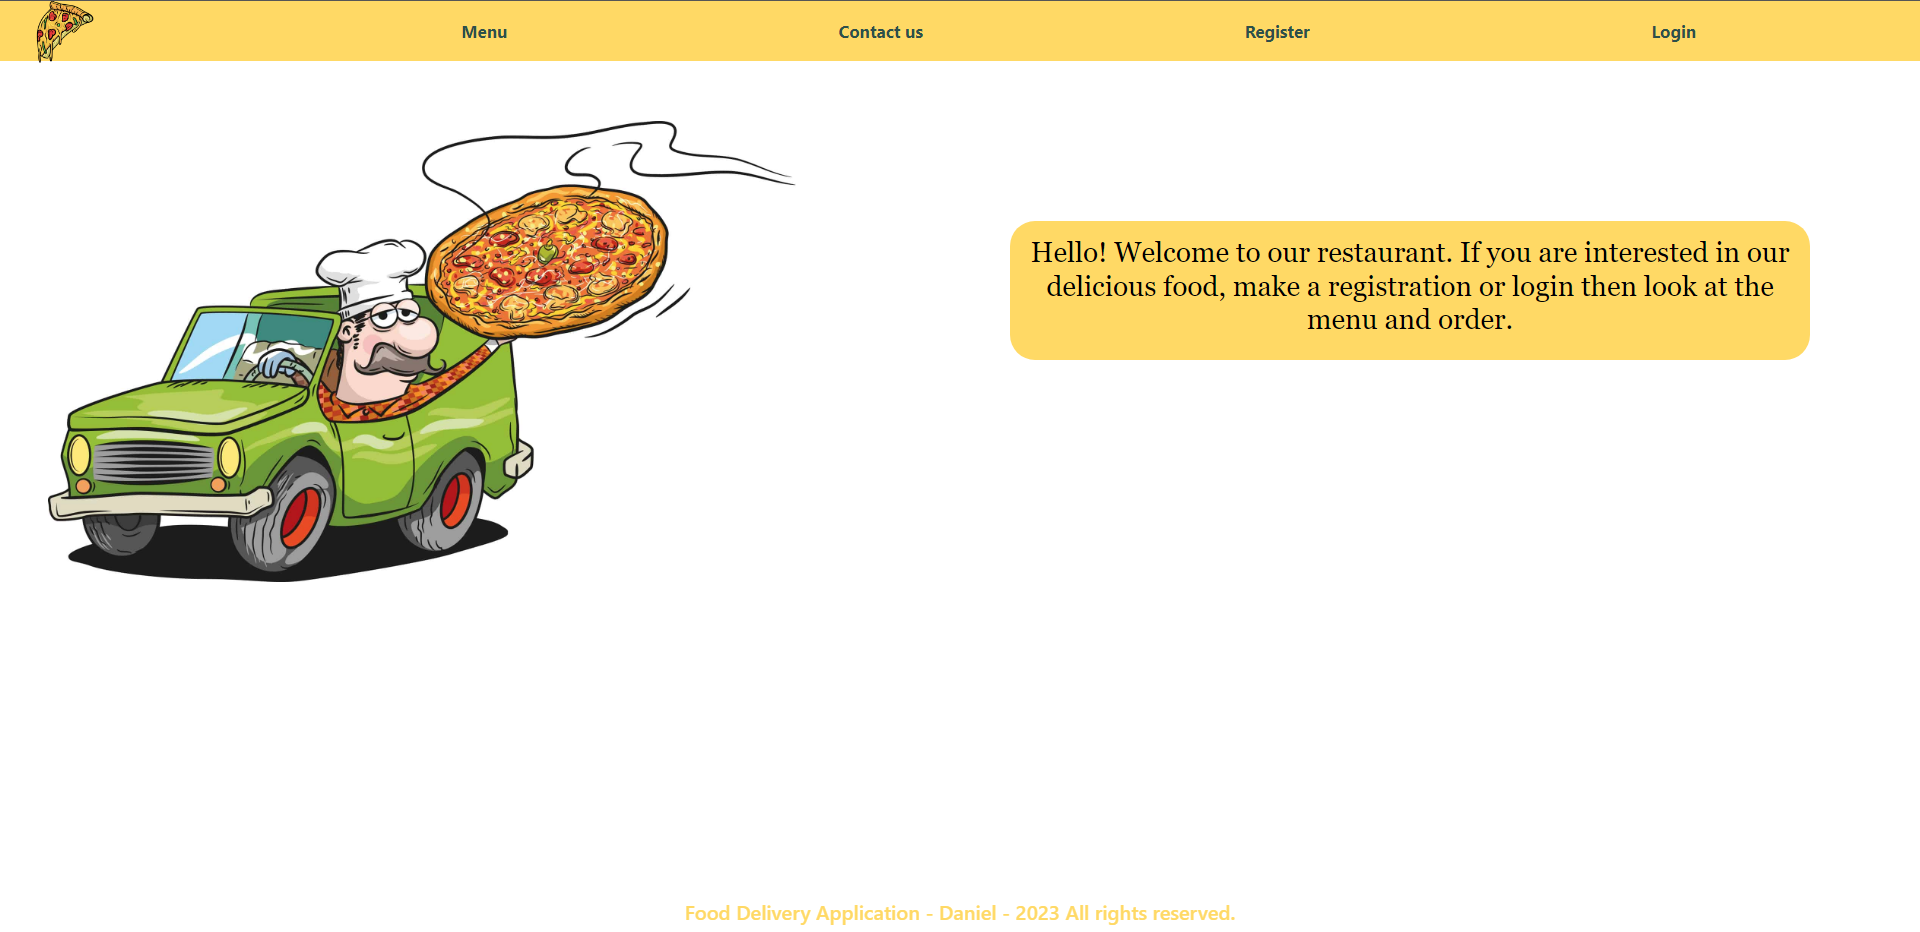 Menu
Contact us
Register
Login
Hello! Welcome to our restaurant. If you are interested in our
delicious food, make a registration or login then look at the
menu and order.
Food Delivery Application - Daniel - 2023 All rights reserved.